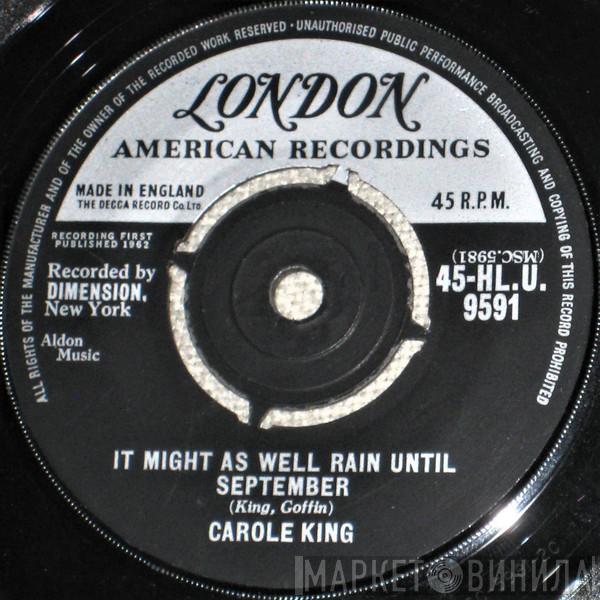 ALL RIGHTS OF THE MANUFACTURER AND OF THE OWNER OF THE RECORDED WORK RESERVED · UNAUTHORISED PUBLIC PERFORMANCE BROADCASTING AND COPYING OF THIS RECORD PROHIBITED
LONDON
AMERICAN RECORDINGS
MADE IN ENGLAND
THE DECCA RECORD Co. LTD.
45 R.P.M.
RECORDING FIRST
PUBLISHED 1962
Recorded by
DIMENSION,
New York
Aldon
Music
(MSC.5981)
45-HL.U.
9591
IT MIGHT AS WELL RAIN UNTIL
SEPTEMBER
(King, Goffin)
CAROLE KING
МАРКЕТ ВИНИЛА